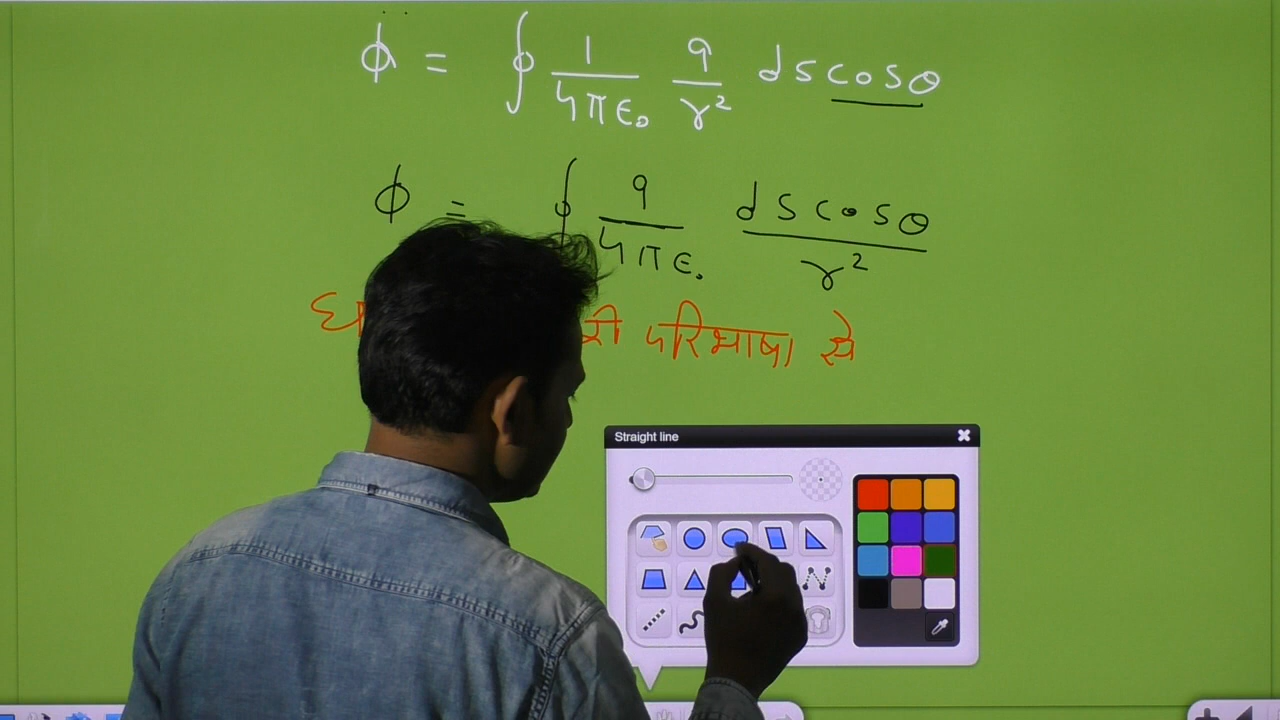 ϕ = ∮ 1/4πε₀ q/r² ds cosθ
ϕ = ∮ q/4πε₀ ds cosθ/r²
परिभाषा से
Straight line